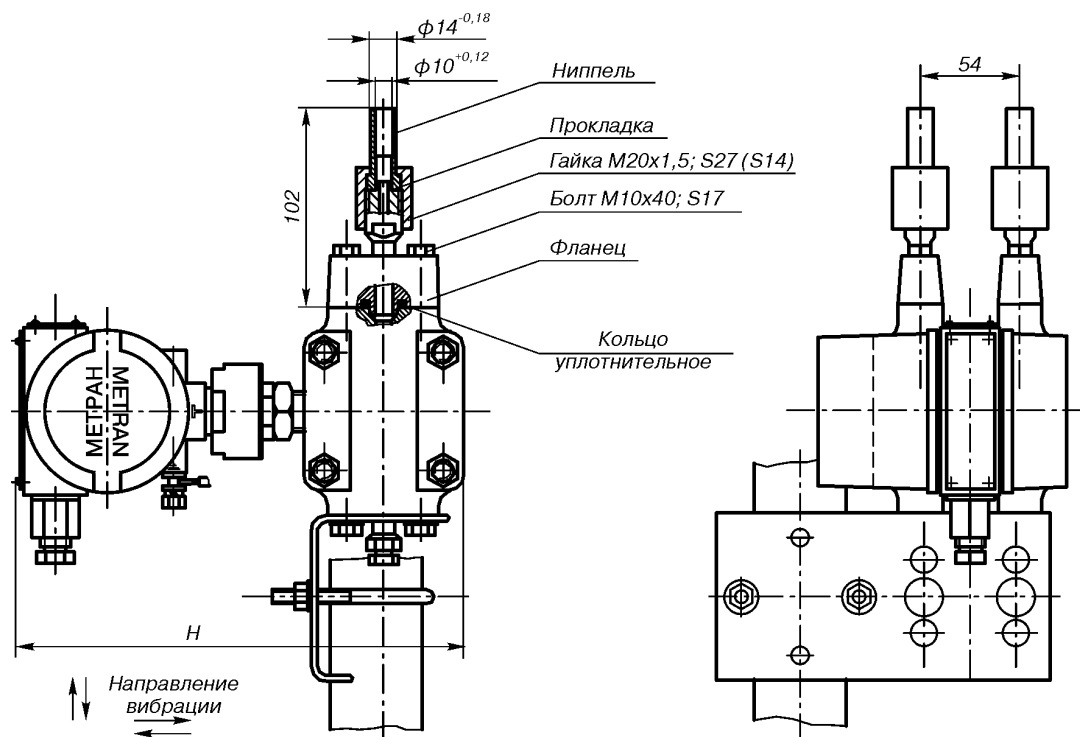 ϕ14-0,18
ϕ10+0,12
Ниппель
54
Прокладка
Гайка М20х1,5; S27 (S14)
Болт М10х40; S17
102
Фланец
Кольцо
уплотнительное
МЕТРАН
METRAN
H
Направление
вибрации